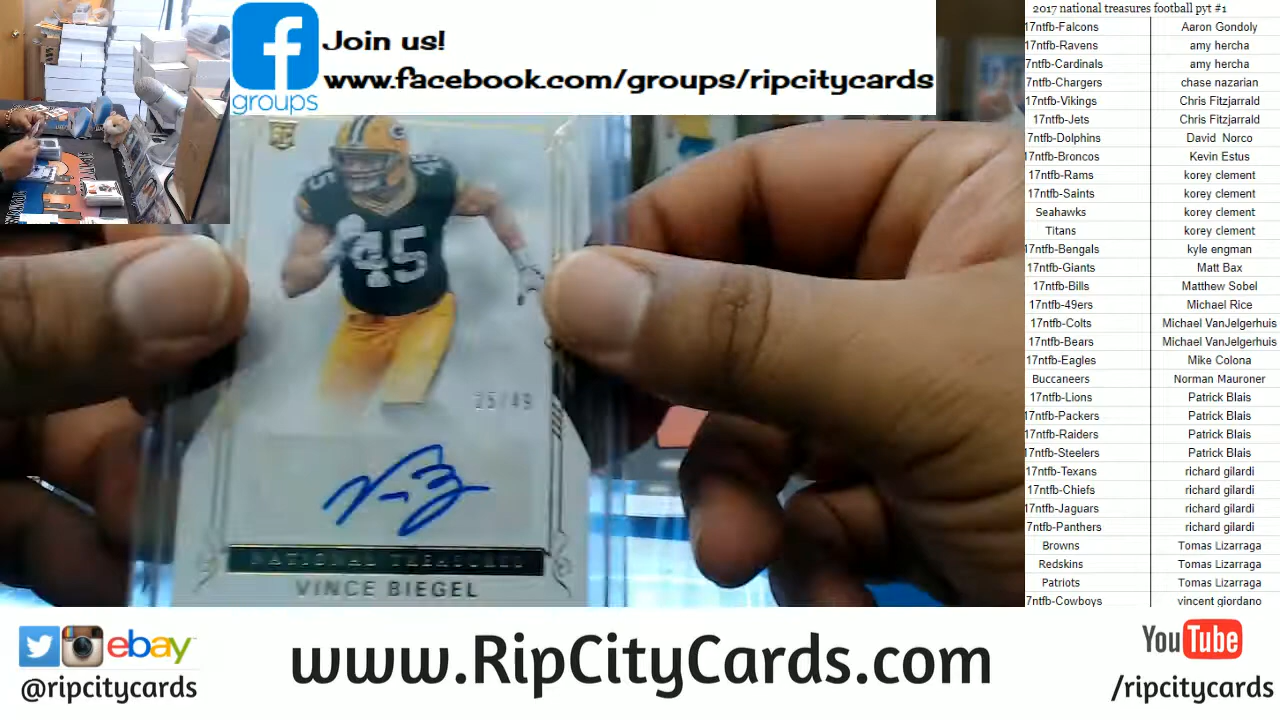 Join us!
www.facebook.com/groups/ripcitycards
groups
RC
45
45
25/49
NATIONAL TREASURES
VINCE BIEGEL
2017 national treasures football pyt #1
17ntfb-Falcons Aaron Gondoly
17ntfb-Ravens amy hercha
7ntfb-Cardinals amy hercha
7ntfb-Chargers chase nazarian
17ntfb-Vikings Chris Fitzjarrald
17ntfb-Jets Chris Fitzjarrald
7ntfb-Dolphins David Norco
17ntfb-Broncos Kevin Estus
17ntfb-Rams korey clement
17ntfb-Saints korey clement
Seahawks korey clement
Titans korey clement
17ntfb-Bengals kyle engman
17ntfb-Giants Matt Bax
17ntfb-Bills Matthew Sobel
17ntfb-49ers Michael Rice
17ntfb-Colts Michael VanJelgerhuis
17ntfb-Bears Michael VanJelgerhuis
17ntfb-Eagles Mike Colona
Buccaneers Norman Mauroner
17ntfb-Lions Patrick Blais
17ntfb-Packers Patrick Blais
17ntfb-Raiders Patrick Blais
17ntfb-Steelers Patrick Blais
17ntfb-Texans richard gilardi
17ntfb-Chiefs richard gilardi
17ntfb-Jaguars richard gilardi
7ntfb-Panthers richard gilardi
Browns Tomas Lizarraga
Redskins Tomas Lizarraga
Patriots Tomas Lizarraga
7ntfb-Cowboys vincent giordano
ebay
@ripcitycards
www.RipCityCards.com
YouTube
/ripcitycards